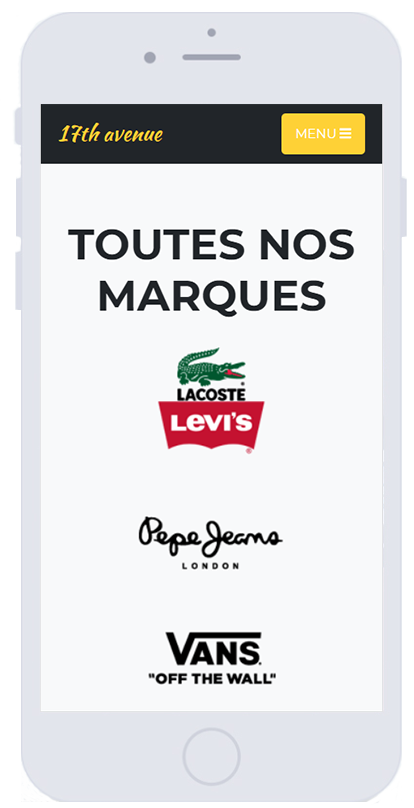 17th avenue
MENU
TOUTES NOS
MARQUES
LACOSTE
LEVI'S
®
Pepe Jeans
LONDON
VANS
"OFF THE WALL"